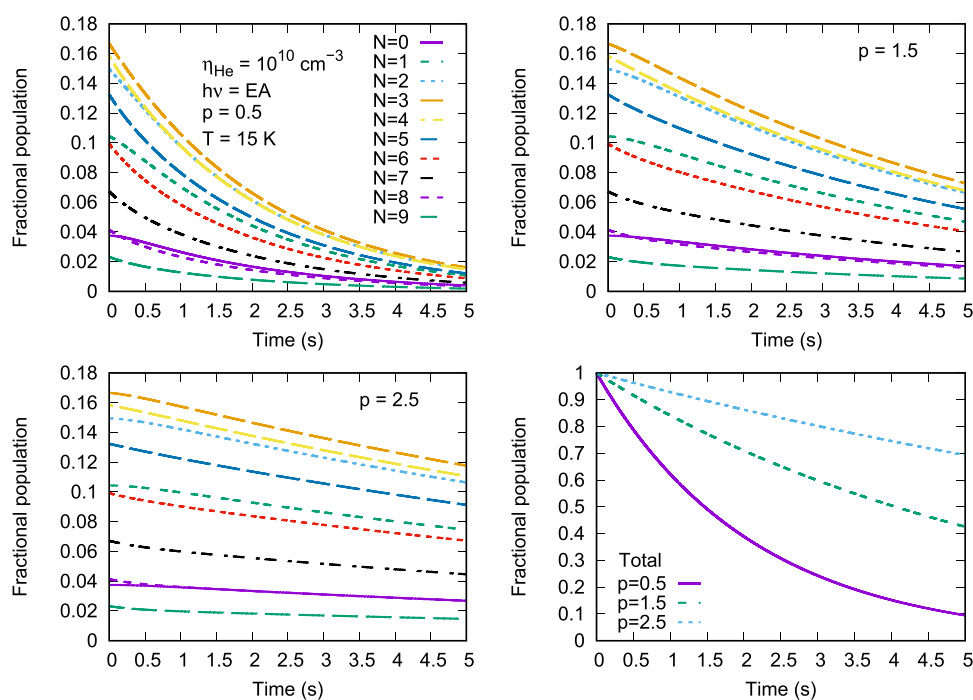 0.18
0.16
0.14
0.12
0.1
0.08
0.06
0.04
0.02
0
Fractional population
η_He = 10^10 cm^−3
hν = EA
p = 0.5
T = 15 K
N=0
N=1
N=2
N=3
N=4
N=5
N=6
N=7
N=8
N=9
0 0.5 1 1.5 2 2.5 3 3.5 4 4.5 5
Time (s)
0.18
0.16
0.14
0.12
0.1
0.08
0.06
0.04
0.02
0
Fractional population
p = 1.5
0 0.5 1 1.5 2 2.5 3 3.5 4 4.5 5
Time (s)
0.18
0.16
0.14
0.12
0.1
0.08
0.06
0.04
0.02
0
Fractional population
p = 2.5
0 0.5 1 1.5 2 2.5 3 3.5 4 4.5 5
Time (s)
1
0.9
0.8
0.7
0.6
0.5
0.4
0.3
0.2
0.1
0
Fractional population
Total
p=0.5
p=1.5
p=2.5
0 0.5 1 1.5 2 2.5 3 3.5 4 4.5 5
Time (s)